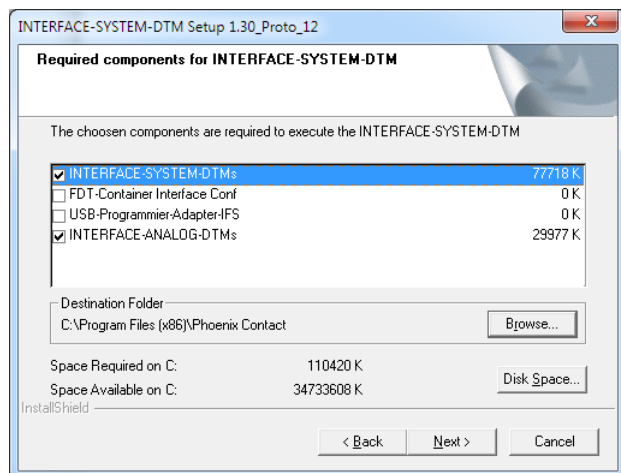 INTERFACE-SYSTEM-DTM Setup 1.30_Proto_12
Required components for INTERFACE-SYSTEM-DTM
The choosen components are required to execute the INTERFACE-SYSTEM-DTM
INTERFACE-SYSTEM-DTMs 77718 K
FDT-Container Interface Conf 0 K
USB-Programmier-Adapter-IFS 0 K
INTERFACE-ANALOG-DTMs 29977 K
Destination Folder
C:\Program Files (x86)\Phoenix Contact
Browse...
Space Required on C: 110420 K
Space Available on C: 34733608 K
Disk Space...
InstallShield
< Back Next > Cancel